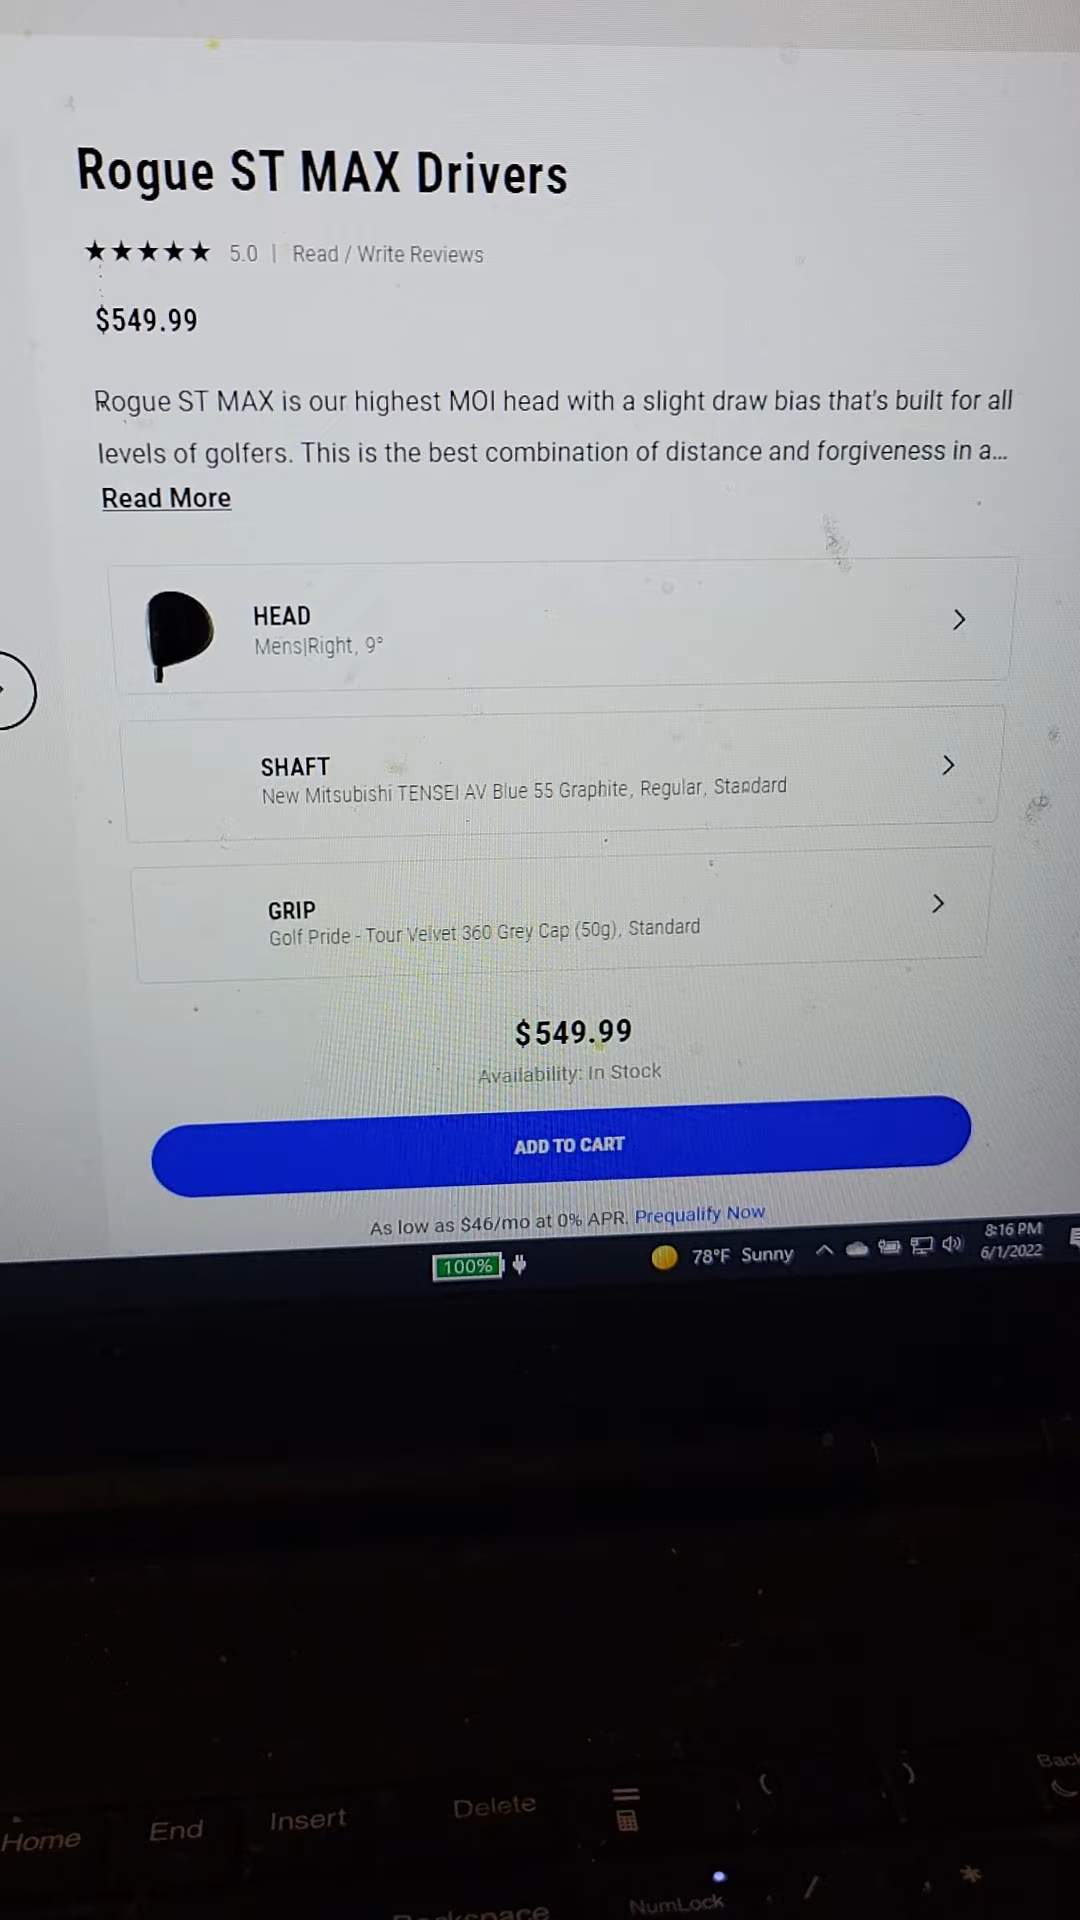 Rogue ST MAX Drivers
★★★★★ 5.0 | Read / Write Reviews
$549.99
Rogue ST MAX is our highest MOI head with a slight draw bias that's built for all
levels of golfers. This is the best combination of distance and forgiveness in a...
Read More
HEAD
Mens|Right, 9°
SHAFT
New Mitsubishi TENSEI AV Blue 55 Graphite, Regular, Standard
GRIP
Golf Pride - Tour Velvet 360 Grey Cap (50g), Standard
$549.99
Availability: In Stock
ADD TO CART
As low as $46/mo at 0% APR. Prequalify Now
100%
78°F Sunny
8:16 PM
6/1/2022
Back
Home
End
Insert
Delete
(
)
Backspace
NumLock
/
*